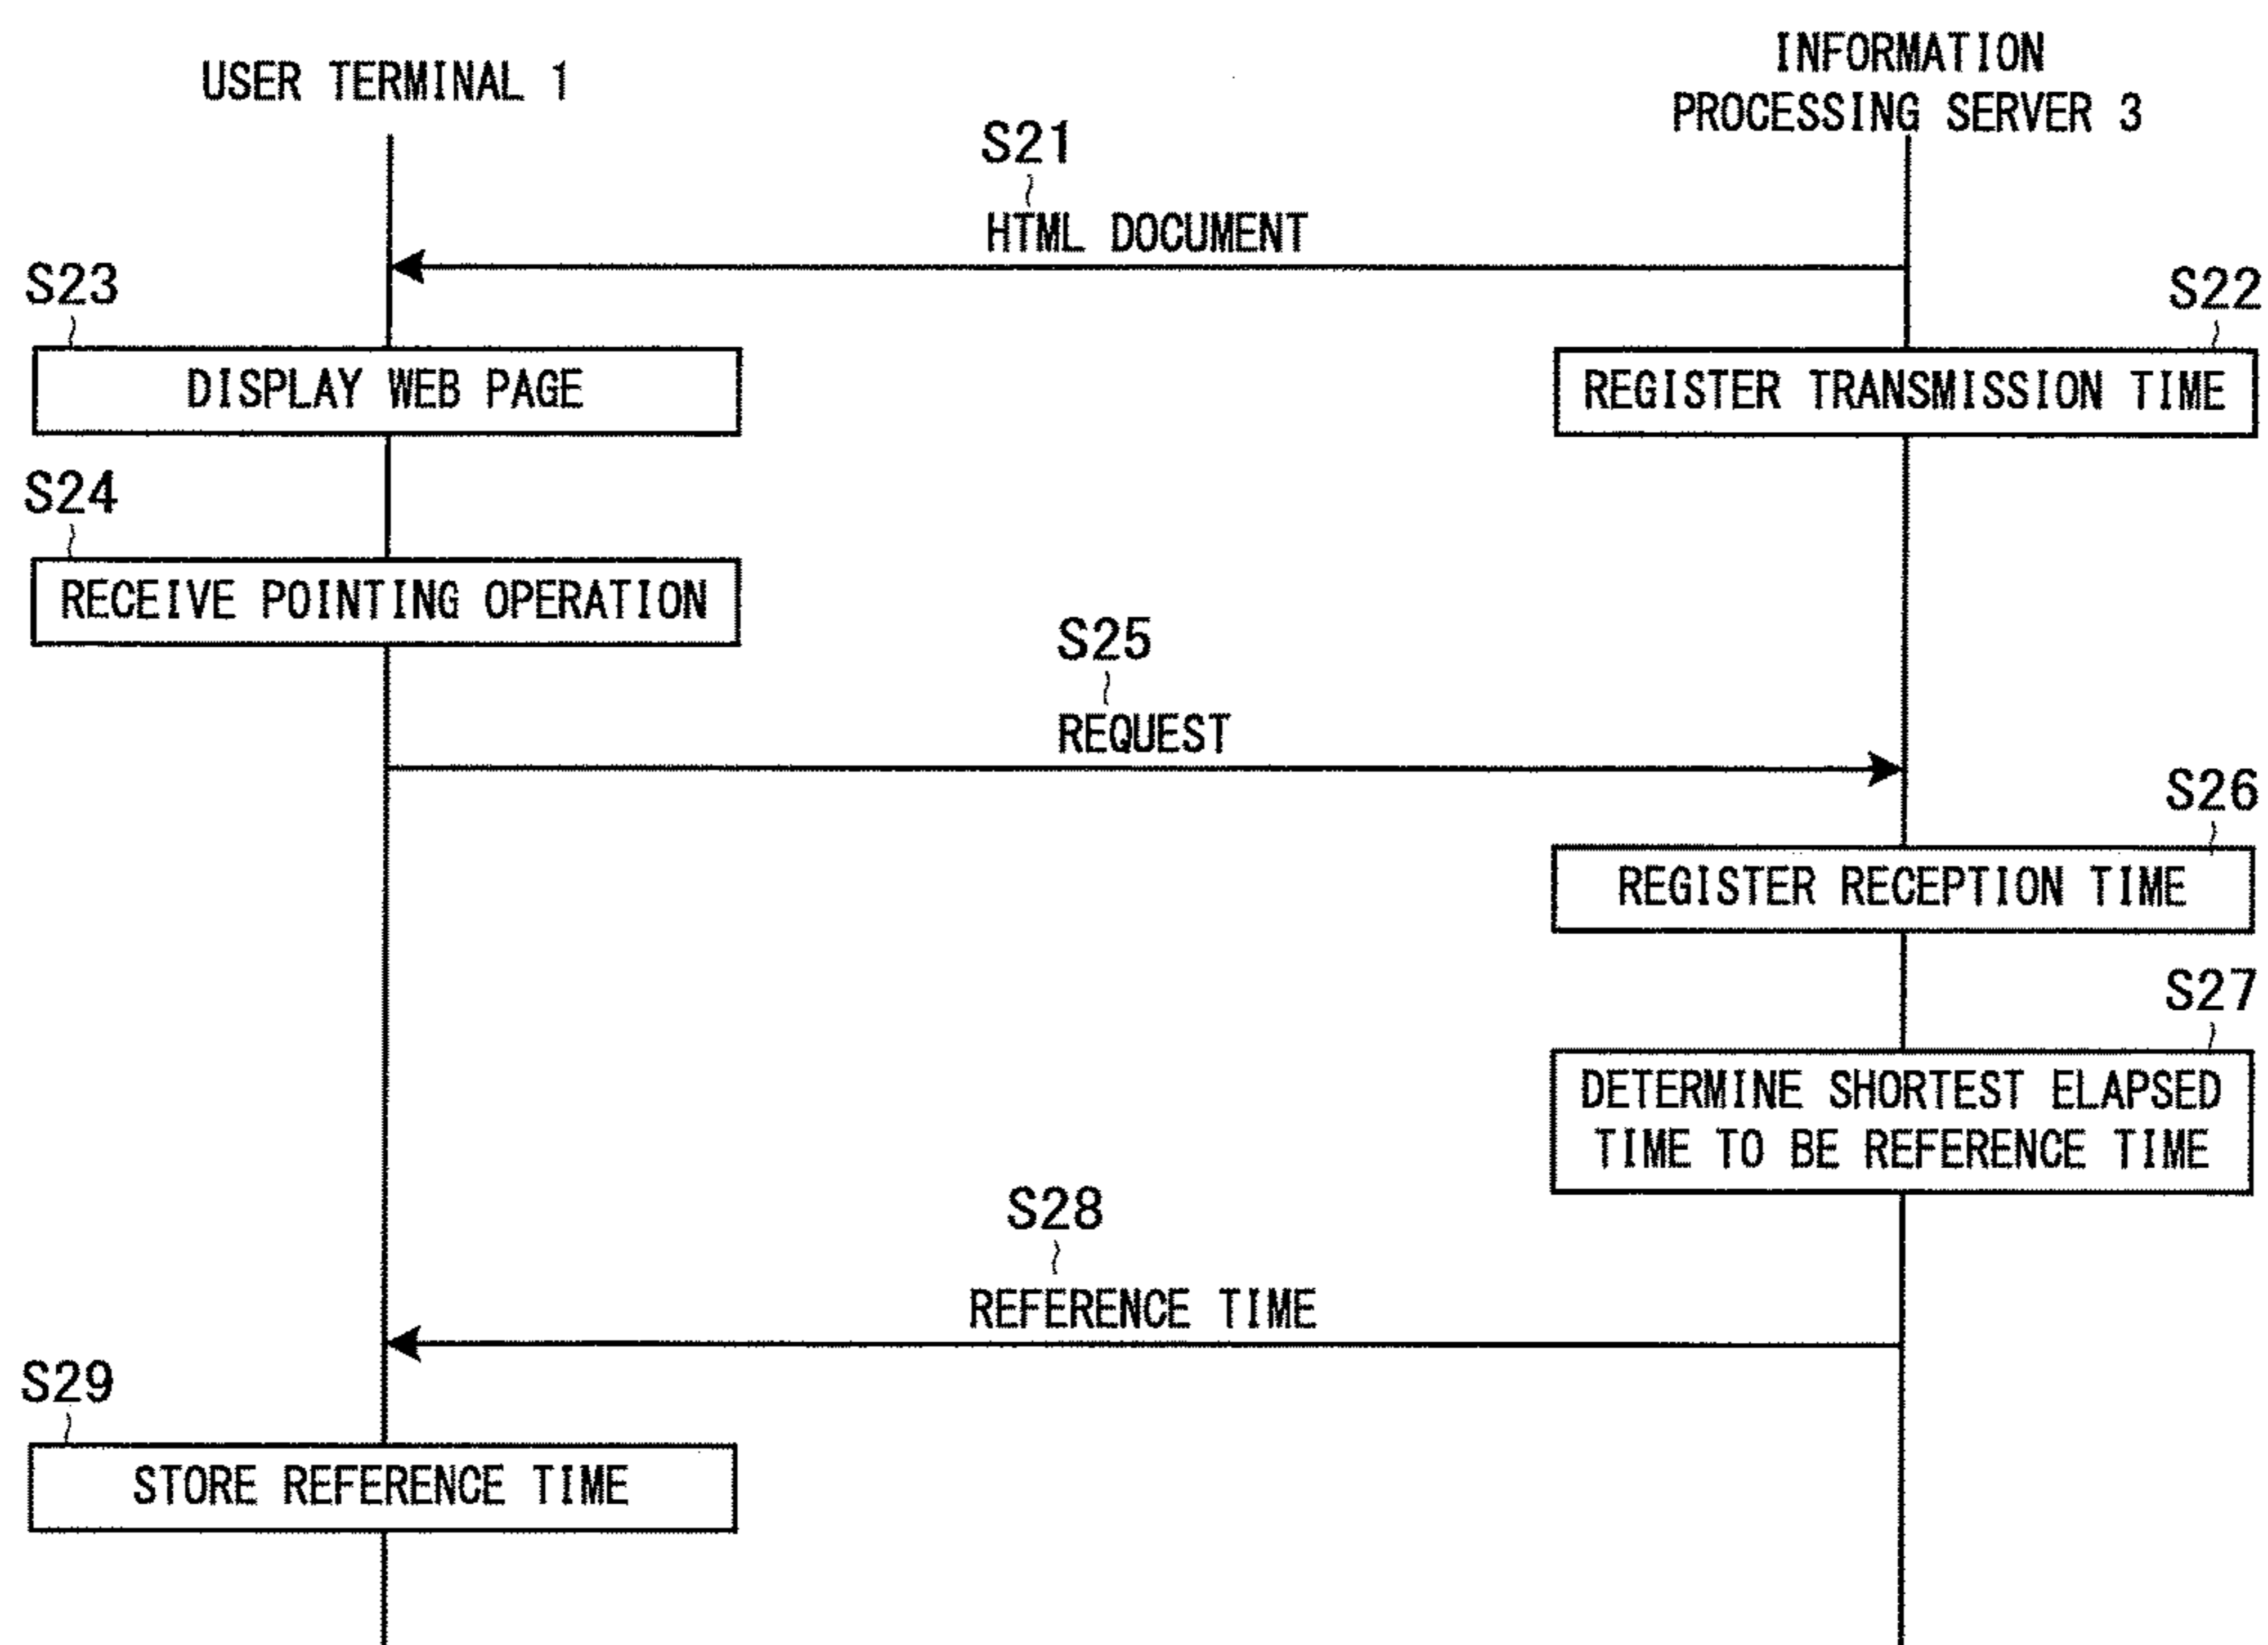 USER TERMINAL 1
INFORMATION
PROCESSING SERVER 3
S21
HTML DOCUMENT
S23
S22
DISPLAY WEB PAGE
REGISTER TRANSMISSION TIME
S24
RECEIVE POINTING OPERATION
S25
REQUEST
S26
REGISTER RECEPTION TIME
S27
DETERMINE SHORTEST ELAPSED
TIME TO BE REFERENCE TIME
S28
REFERENCE TIME
S29
STORE REFERENCE TIME